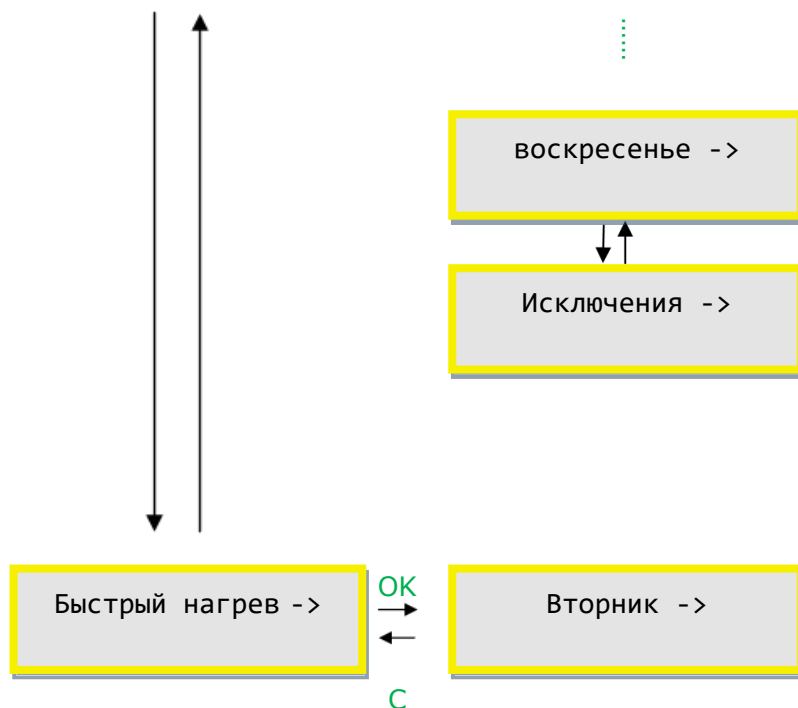 воскресенье ->
Исключения ->
Быстрый нагрев ->
OK
Вторник ->
C